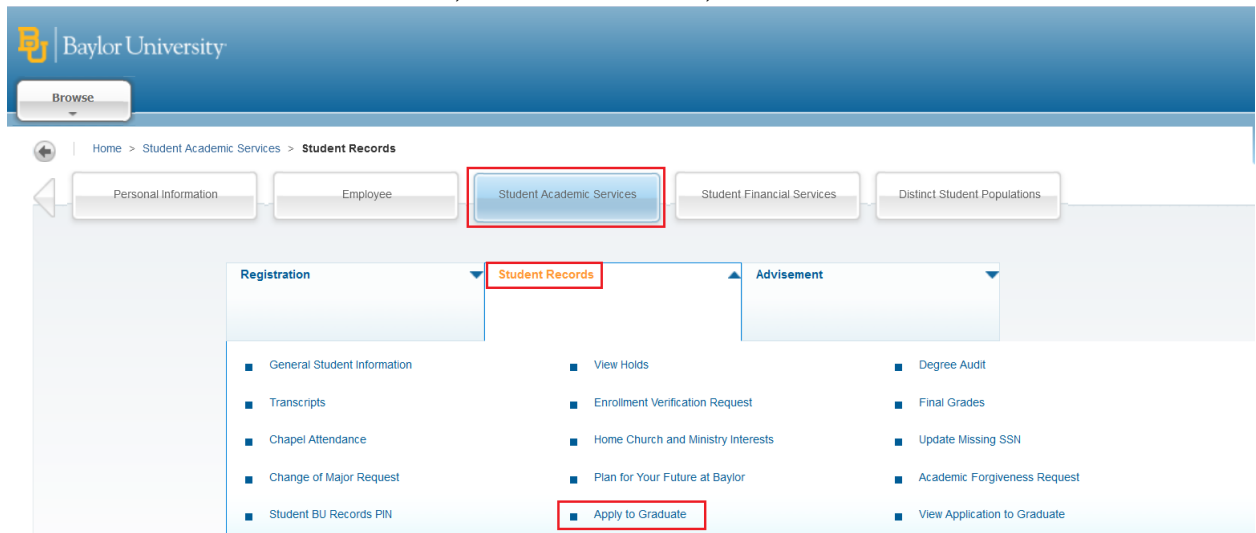 BU Baylor University
Browse
Home > Student Academic Services > Student Records
Personal Information Employee Student Academic Services Student Financial Services Distinct Student Populations
Registration Student Records Advisement
General Student Information View Holds Degree Audit
Transcripts Enrollment Verification Request Final Grades
Chapel Attendance Home Church and Ministry Interests Update Missing SSN
Change of Major Request Plan for Your Future at Baylor Academic Forgiveness Request
Student BU Records PIN Apply to Graduate View Application to Graduate